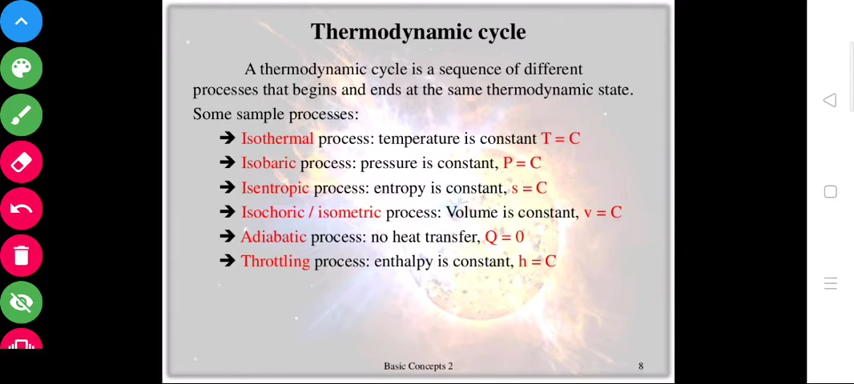 Thermodynamic cycle
A thermodynamic cycle is a sequence of different
processes that begins and ends at the same thermodynamic state.
Some sample processes:
➔ Isothermal process: temperature is constant T = C
➔ Isobaric process: pressure is constant, P = C
➔ Isentropic process: entropy is constant, s = C
➔ Isochoric / isometric process: Volume is constant, v = C
➔ Adiabatic process: no heat transfer, Q = 0
➔ Throttling process: enthalpy is constant, h = C
Basic Concepts 2 8